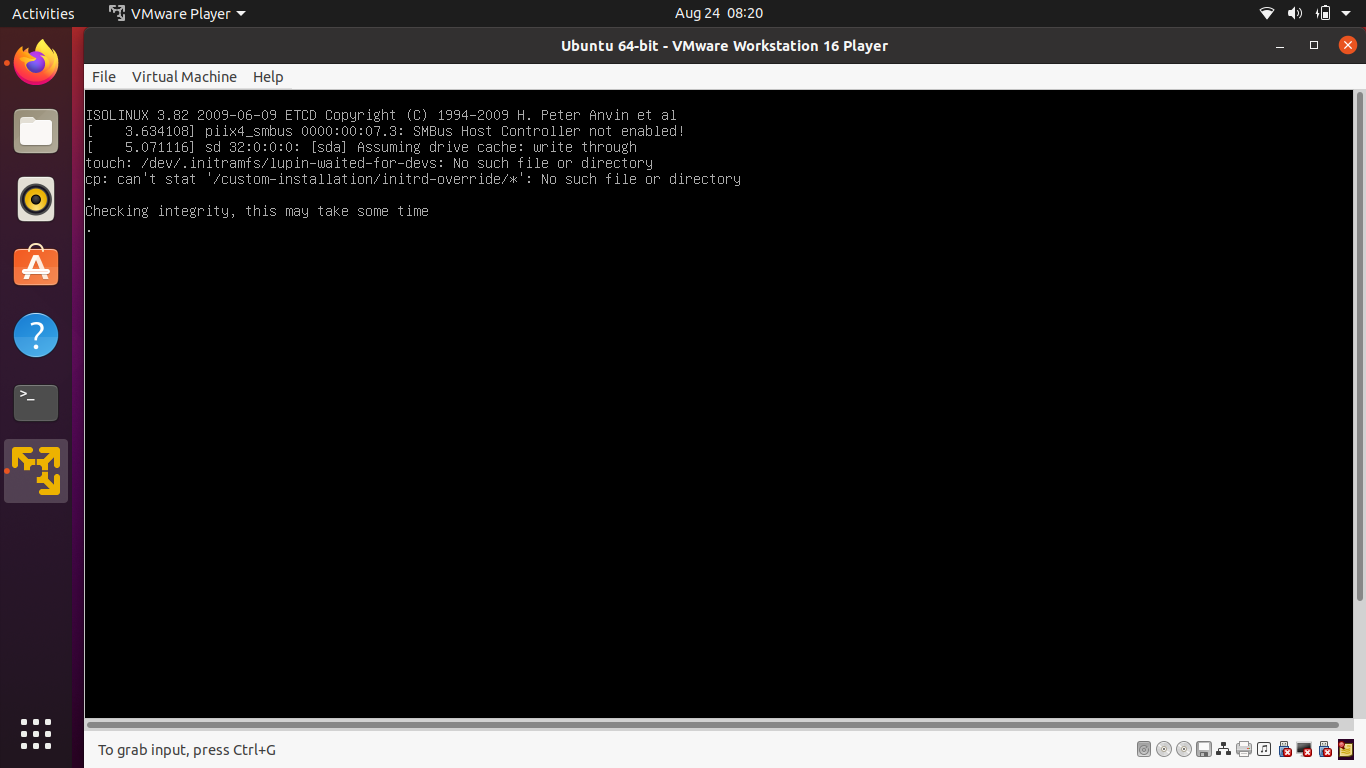 Activities
VMware Player
Aug 24 08:20
Ubuntu 64-bit - VMware Workstation 16 Player
File Virtual Machine Help
ISOLINUX 3.82 2009-06-09 ETCD Copyright (C) 1994-2009 H. Peter Anvin et al
[    3.634108] piix4_smbus 0000:00:07.3: SMBus Host Controller not enabled!
[    5.071116] sd 32:0:0:0: [sda] Assuming drive cache: write through
touch: /dev/.initramfs/lupin-waited-for-devs: No such file or directory
cp: can't stat '/custom-installation/initrd-override/*': No such file or directory
.
Checking integrity, this may take some time
.
To grab input, press Ctrl+G